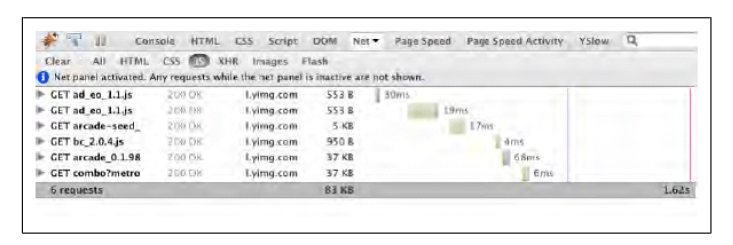 Console HTML CSS Script DOM Net Page Speed Page Speed Activity YSlow
Clear All HTML CSS JS XHR Images Flash
Net panel activated. Any requests while the net panel is inactive are not shown.
GET ad_eo_1.1.js 200 OK l.yimg.com 553 B 30ms
GET ad_eo_1.1.js 200 OK l.yimg.com 553 B 19ms
GET arcade-seed_ 200 OK l.yimg.com 5 KB 17ms
GET bc_2.0.4.js 200 OK l.yimg.com 950 B 4ms
GET arcade_0.1.98 200 OK l.yimg.com 37 KB 68ms
GET combo?metro 200 OK l.yimg.com 37 KB 6ms
6 requests 83 KB 1.62s